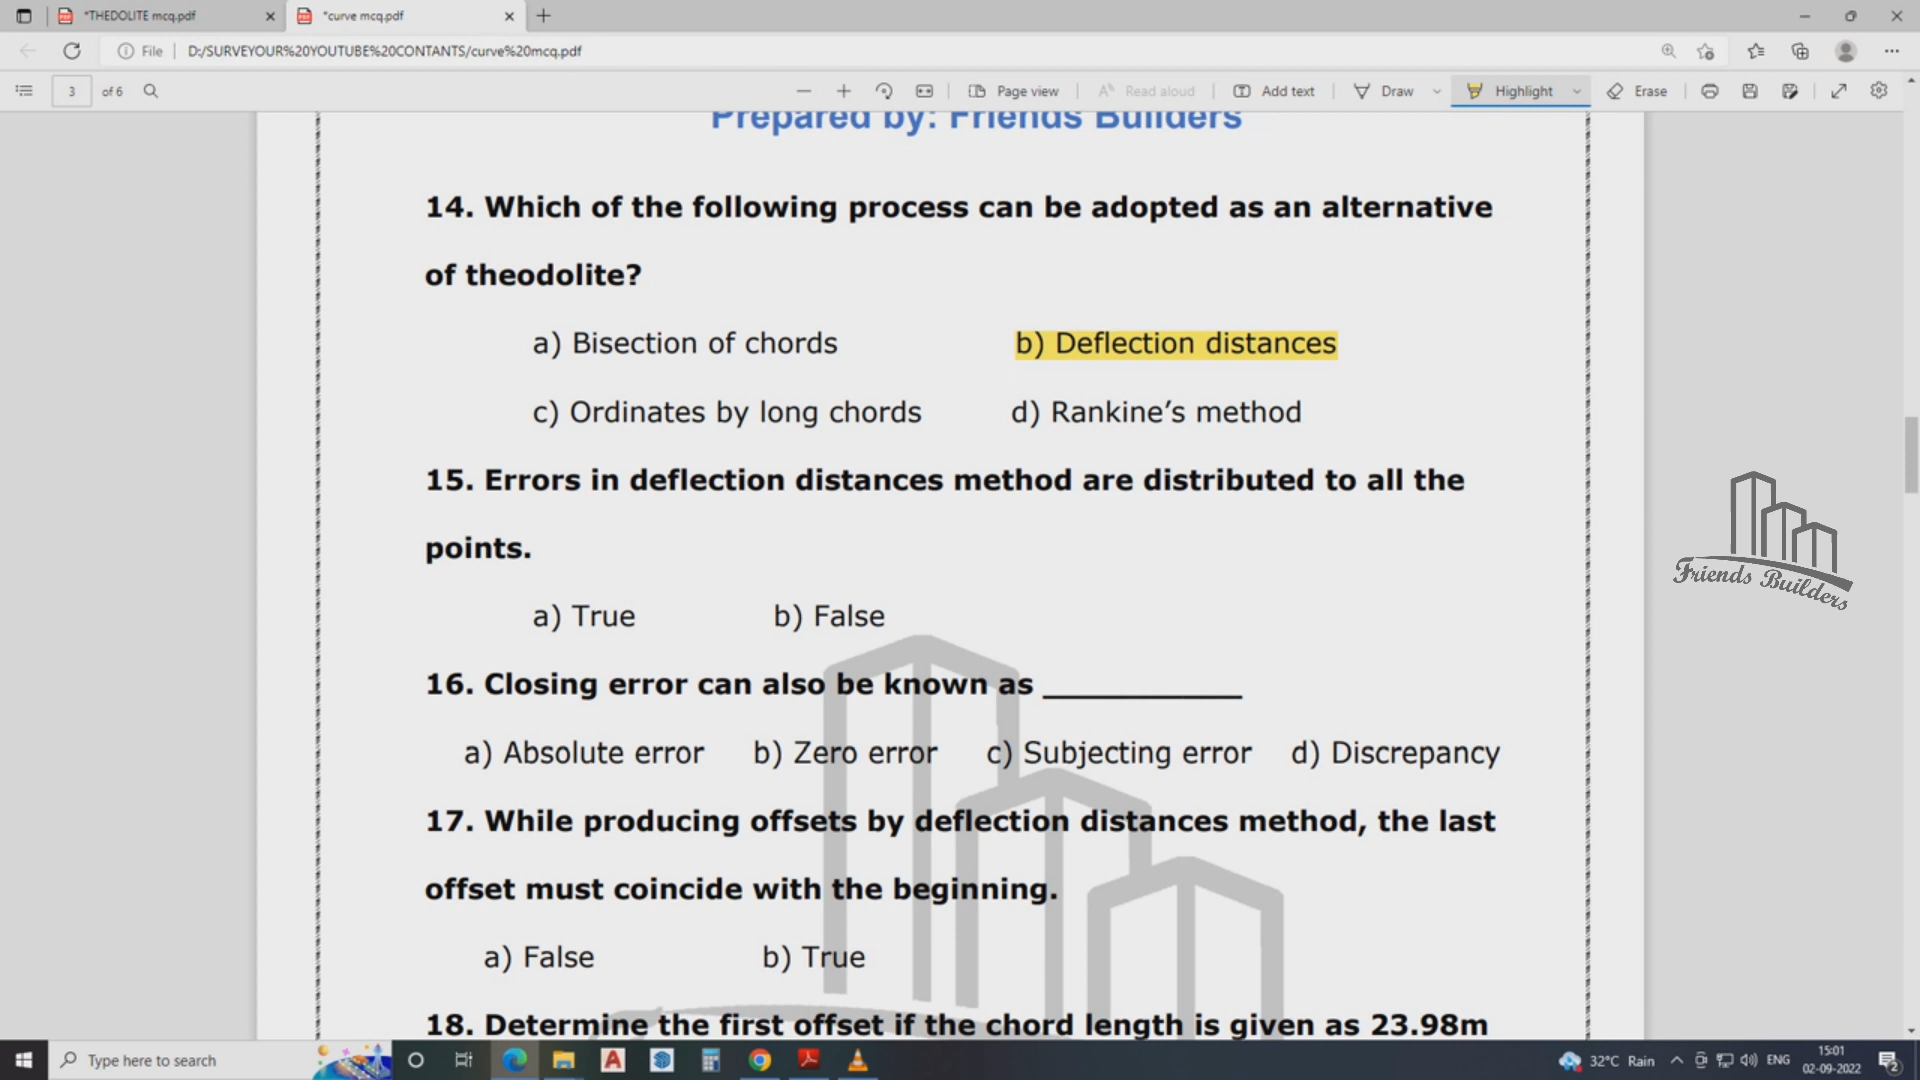 *THEDOLITE mcq.pdf
*curve mcq.pdf
File D:/SURVEYOUR%20YOUTUBE%20CONTANTS/curve%20mcq.pdf
3 of 6 Page view Read aloud Add text Draw Highlight Erase
Prepared by: Friends Builders
14. Which of the following process can be adopted as an alternative
of theodolite?
a) Bisection of chords b) Deflection distances
c) Ordinates by long chords d) Rankine’s method
15. Errors in deflection distances method are distributed to all the
points.
a) True b) False
16. Closing error can also be known as ____________
a) Absolute error b) Zero error c) Subjecting error d) Discrepancy
17. While producing offsets by deflection distances method, the last
offset must coincide with the beginning.
a) False b) True
18. Determine the first offset if the chord length is given as 23.98m
Friends Builders
Type here to search
32°C Rain
ENG
15:01
02-09-2022
2